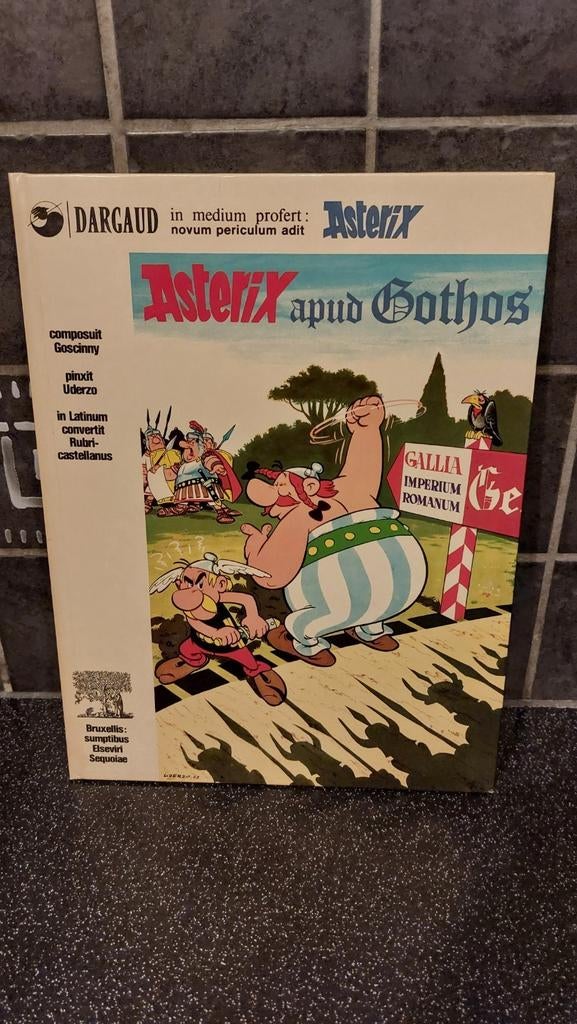 DARGAUD
in medium profert:
novum periculum adit
Asterix
Asterix apud Gothos
composuit
Goscinny
pinxit
Uderzo
in Latinum
convertit
Rubri-
castellanus
GALLIA
IMPERIUM
ROMANUM
Ge
Bruxellis:
sumptibus
Elseviri
Sequoiae